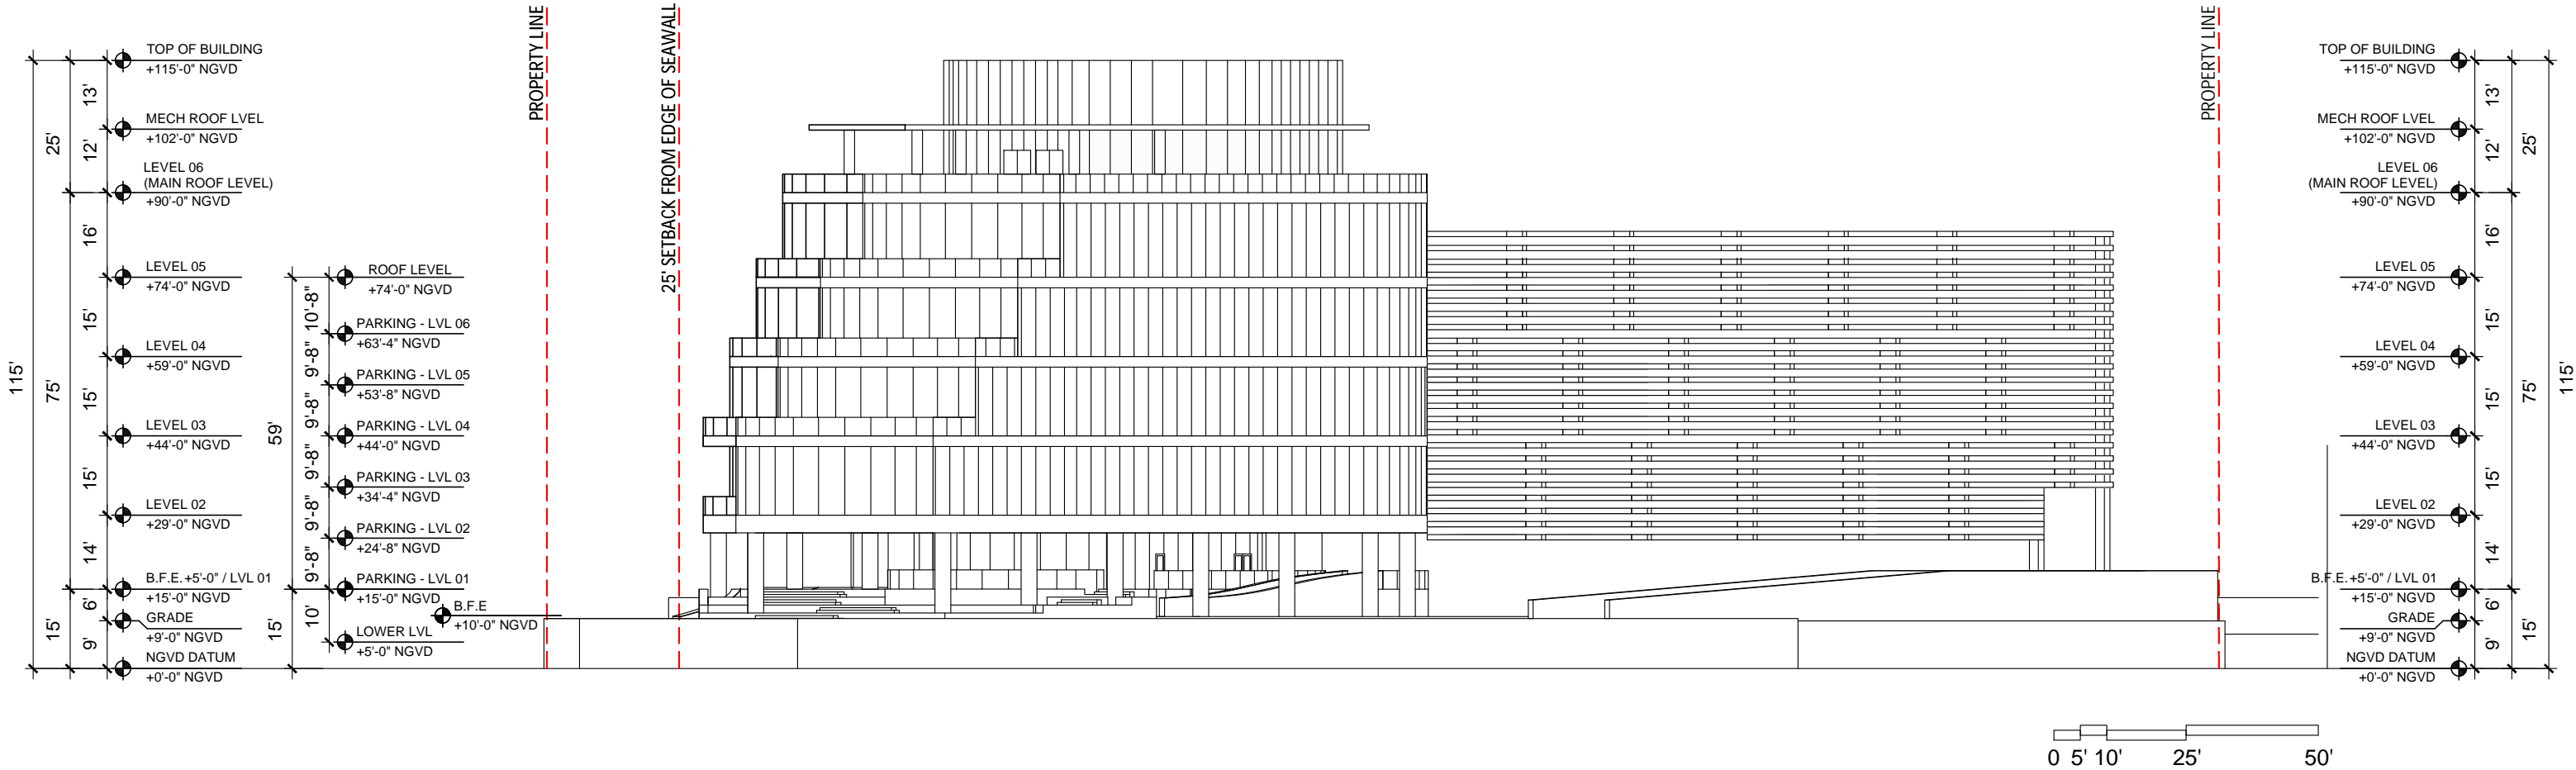 PROPERTY LINE
25' SETBACK FROM EDGE OF SEAWALL
PROPERTY LINE
TOP OF BUILDING
+115'-0" NGVD
MECH ROOF LVEL
+102'-0" NGVD
LEVEL 06
(MAIN ROOF LEVEL)
+90'-0" NGVD
LEVEL 05
+74'-0" NGVD
LEVEL 04
+59'-0" NGVD
LEVEL 03
+44'-0" NGVD
LEVEL 02
+29'-0" NGVD
B.F.E.+5'-0" / LVL 01
+15'-0" NGVD
GRADE
+9'-0" NGVD
NGVD DATUM
+0'-0" NGVD
115'
25'
75'
15'
13'
12'
16'
15'
15'
15'
14'
6'
9'
ROOF LEVEL
+74'-0" NGVD
PARKING - LVL 06
+63'-4" NGVD
PARKING - LVL 05
+53'-8" NGVD
PARKING - LVL 04
+44'-0" NGVD
PARKING - LVL 03
+34'-4" NGVD
PARKING - LVL 02
+24'-8" NGVD
PARKING - LVL 01
+15'-0" NGVD
LOWER LVL
+5'-0" NGVD
59'
15'
10'-8"
9'-8"
9'-8"
9'-8"
9'-8"
9'-8"
10'
B.F.E
+10'-0" NGVD
TOP OF BUILDING
+115'-0" NGVD
MECH ROOF LVEL
+102'-0" NGVD
LEVEL 06
(MAIN ROOF LEVEL)
+90'-0" NGVD
LEVEL 05
+74'-0" NGVD
LEVEL 04
+59'-0" NGVD
LEVEL 03
+44'-0" NGVD
LEVEL 02
+29'-0" NGVD
B.F.E.+5'-0" / LVL 01
+15'-0" NGVD
GRADE
+9'-0" NGVD
NGVD DATUM
+0'-0" NGVD
13'
12'
16'
15'
15'
15'
14'
6'
9'
25'
75'
15'
115'
0 5' 10' 25' 50'